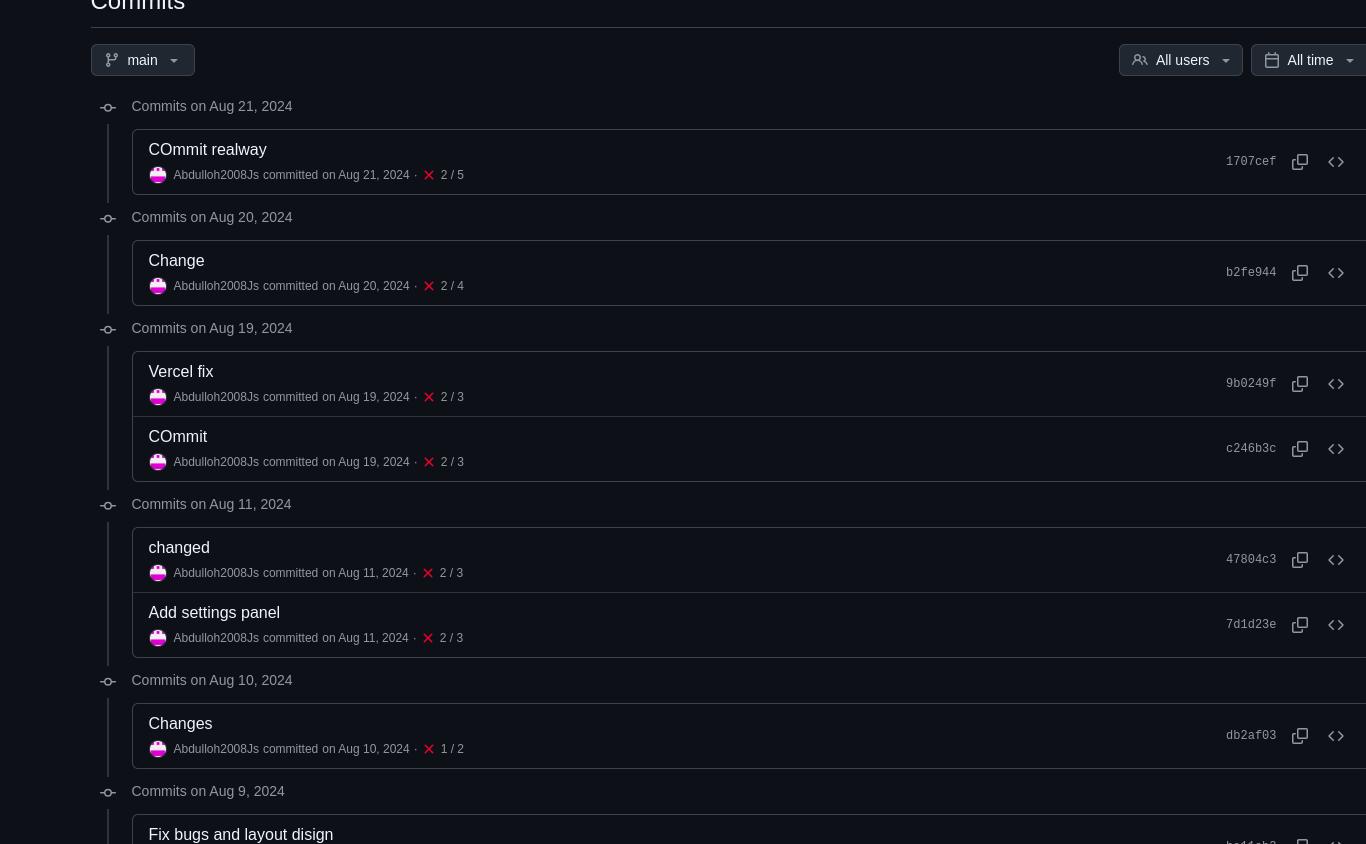 Commits
main
All users
All time
Commits on Aug 21, 2024
COmmit realway
1707cef
Abdulloh2008Js committed on Aug 21, 2024 · 2 / 5
Commits on Aug 20, 2024
Change
b2fe944
Abdulloh2008Js committed on Aug 20, 2024 · 2 / 4
Commits on Aug 19, 2024
Vercel fix
9b0249f
Abdulloh2008Js committed on Aug 19, 2024 · 2 / 3
COmmit
c246b3c
Abdulloh2008Js committed on Aug 19, 2024 · 2 / 3
Commits on Aug 11, 2024
changed
47804c3
Abdulloh2008Js committed on Aug 11, 2024 · 2 / 3
Add settings panel
7d1d23e
Abdulloh2008Js committed on Aug 11, 2024 · 2 / 3
Commits on Aug 10, 2024
Changes
db2af03
Abdulloh2008Js committed on Aug 10, 2024 · 1 / 2
Commits on Aug 9, 2024
Fix bugs and layout disign